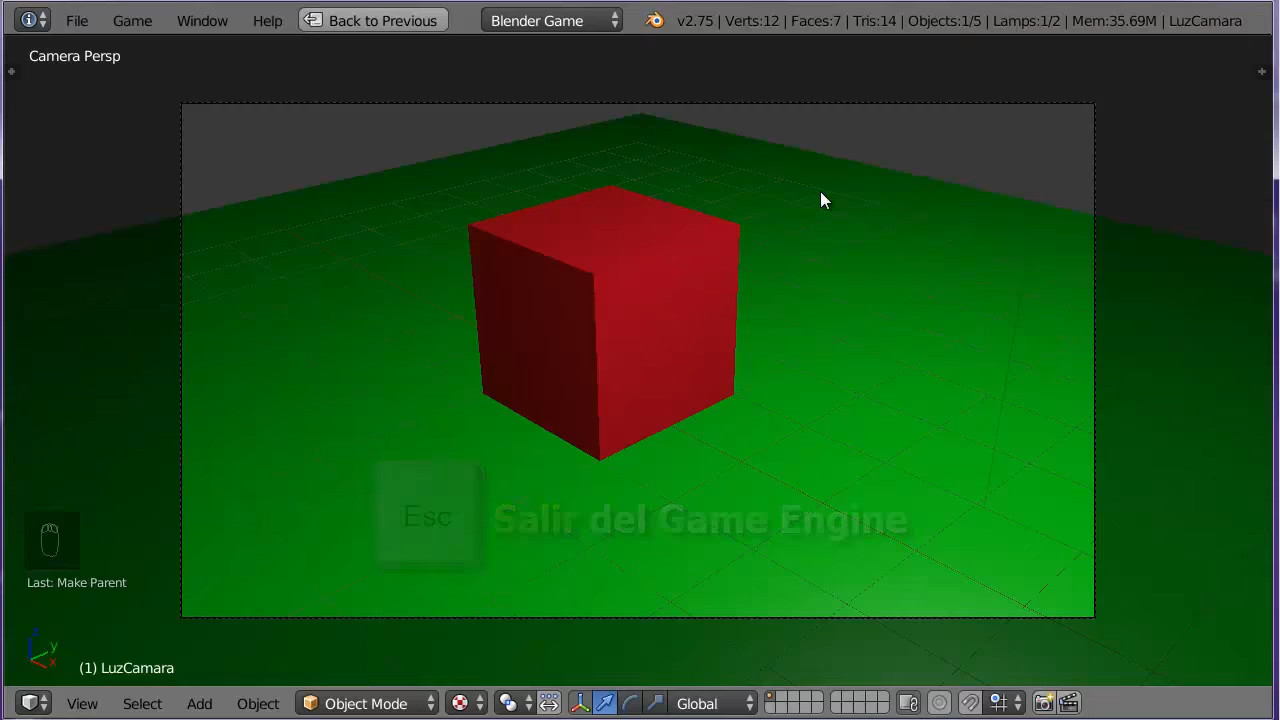 File Game Window Help Back to Previous Blender Game v2.75 | Verts:12 | Faces:7 | Tris:14 | Objects:1/5 | Lamps:1/2 | Mem:35.69M | LuzCamara
Camera Persp
Esc Salir del Game Engine
Last: Make Parent
z
y
x
(1) LuzCamara
View Select Add Object Object Mode Global